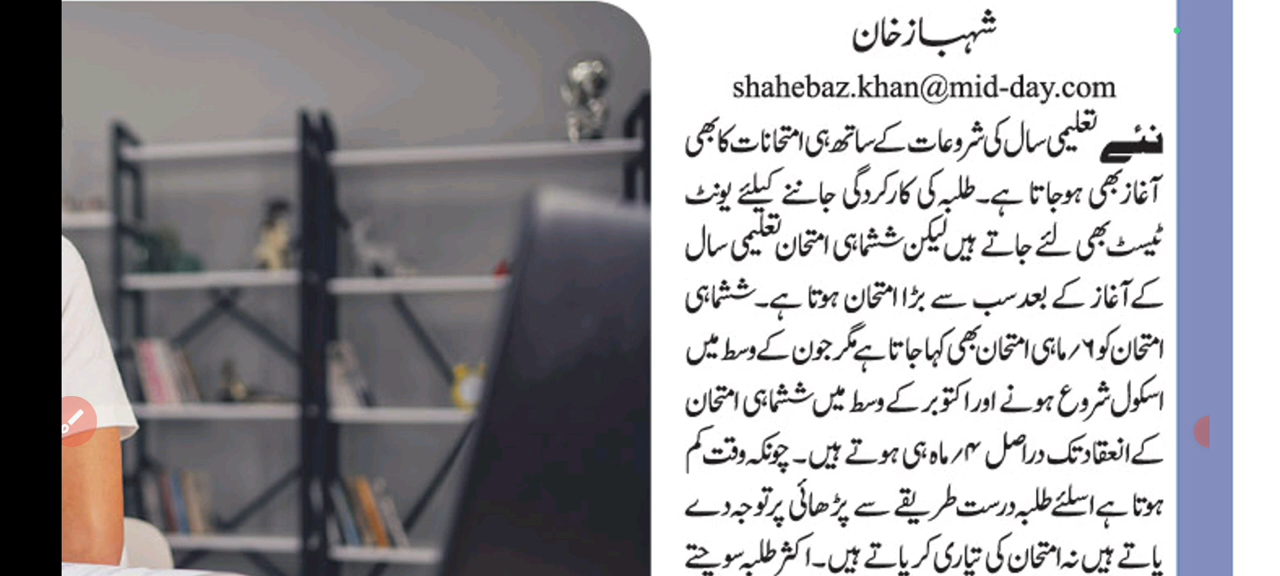 شہباز خان
shahebaz.khan@mid-day.com
نئے تعلیمی سال کی شروعات کے ساتھ ہی امتحانات کا بھی
آغاز بھی ہو جاتا ہے۔ طلبہ کی کارکردگی جاننے کیلئے یونٹ
ٹیسٹ بھی لئے جاتے ہیں لیکن ششماہی امتحان تعلیمی سال
کے آغاز کے بعد سب سے بڑا امتحان ہوتا ہے۔ ششماہی
امتحان کو ۶؍ ماہی امتحان بھی کہا جاتا ہے مگر جون کے وسط میں
اسکول شروع ہونے اور اکتوبر کے وسط میں ششماہی امتحان
کے انعقاد تک دراصل ۴؍ ماہ ہی ہوتے ہیں۔ چونکہ وقت کم
ہوتا ہے اسلئے طلبہ درست طریقے سے پڑھائی پر توجہ دے
پاتے ہیں نہ امتحان کی تیاری کر پاتے ہیں۔ اکثر طلبہ سوچتے